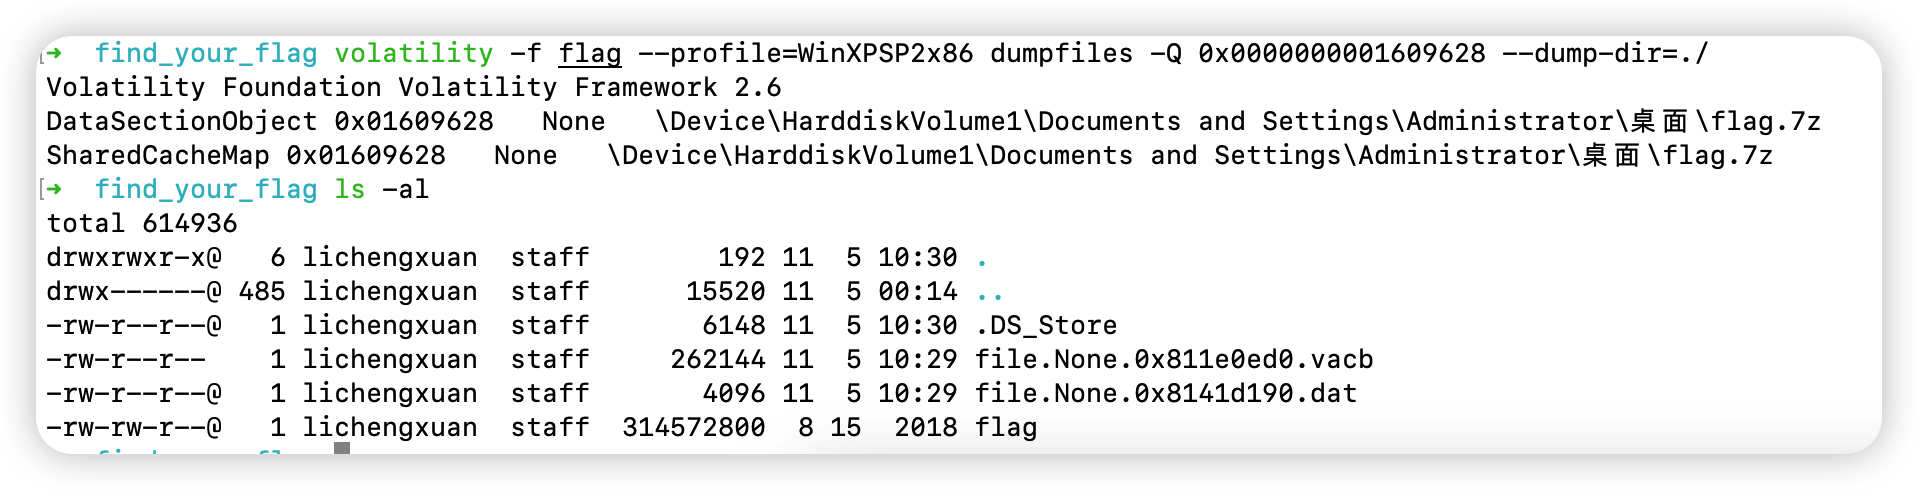 ➜ find_your_flag volatility -f flag --profile=WinXPSP2x86 dumpfiles -Q 0x0000000001609628 --dump-dir=./
Volatility Foundation Volatility Framework 2.6
DataSectionObject 0x01609628   None   \Device\HarddiskVolume1\Documents and Settings\Administrator\桌面\flag.7z
SharedCacheMap 0x01609628   None   \Device\HarddiskVolume1\Documents and Settings\Administrator\桌面\flag.7z
➜ find_your_flag ls -al
total 614936
drwxrwxr-x@   6 lichengxuan  staff        192 11  5 10:30 .
drwx------@ 485 lichengxuan  staff      15520 11  5 00:14 ..
-rw-r--r--@   1 lichengxuan  staff       6148 11  5 10:30 .DS_Store
-rw-r--r--    1 lichengxuan  staff     262144 11  5 10:29 file.None.0x811e0ed0.vacb
-rw-r--r--@   1 lichengxuan  staff       4096 11  5 10:29 file.None.0x8141d190.dat
-rw-rw-r--@   1 lichengxuan  staff  314572800  8 15  2018 flag